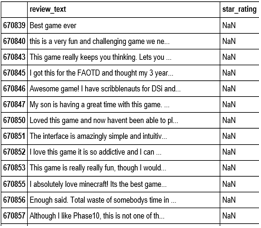 review_text star_rating
670839 Best game ever NaN
670840 this is a very fun and challenging game we ne... NaN
670843 This game really keeps you thinking. Lets you ... NaN
670845 I got this for the FAOTD and thought my 3 year... NaN
670846 Awesome game! I have scribblenauts for DSi and... NaN
670847 My son is having a great time with this game. ... NaN
670850 Loved this game and now havent been able to pl... NaN
670851 The interface is amazingly simple and intuitiv... NaN
670852 I love this game it is so addictive and I can ... NaN
670853 This game is really really fun, though I would... NaN
670855 I absolutely love minecraft! Its the best game... NaN
670856 Enough said. Total waste of somebodys time in ... NaN
670857 Although I like Phase10, this is not one of th... NaN